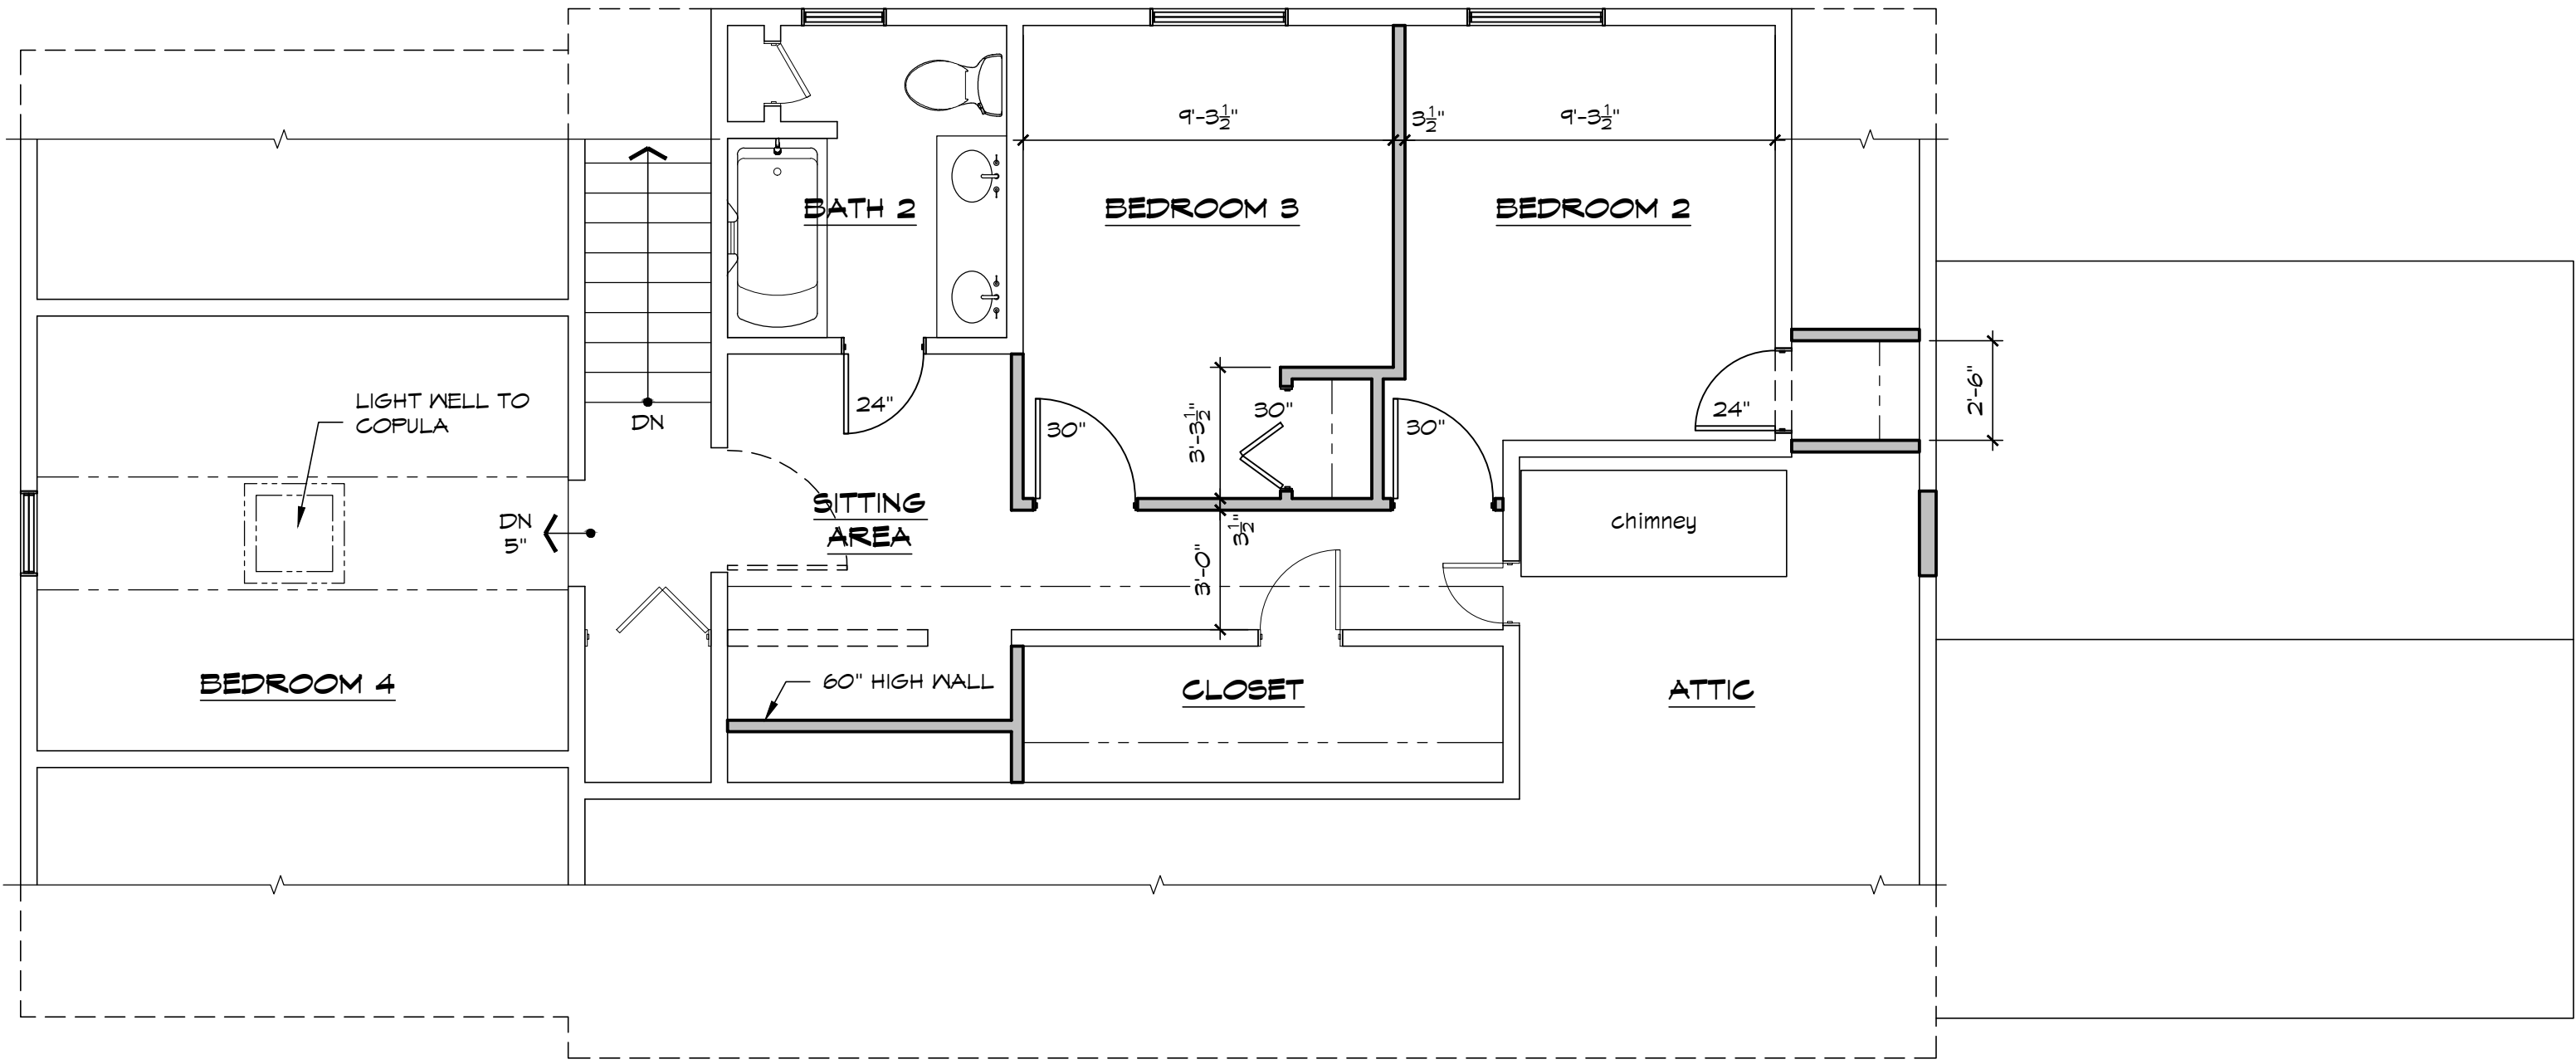 9'-3½"
3½"
9'-3½"
BATH 2
BEDROOM 3
BEDROOM 2
LIGHT WELL TO
COPULA
DN
24"
30"
3'-3½"
30"
30"
24"
2'-6"
DN
5"
SITTING
AREA
3½"
3'-0"
chimney
BEDROOM 4
60" HIGH WALL
CLOSET
ATTIC